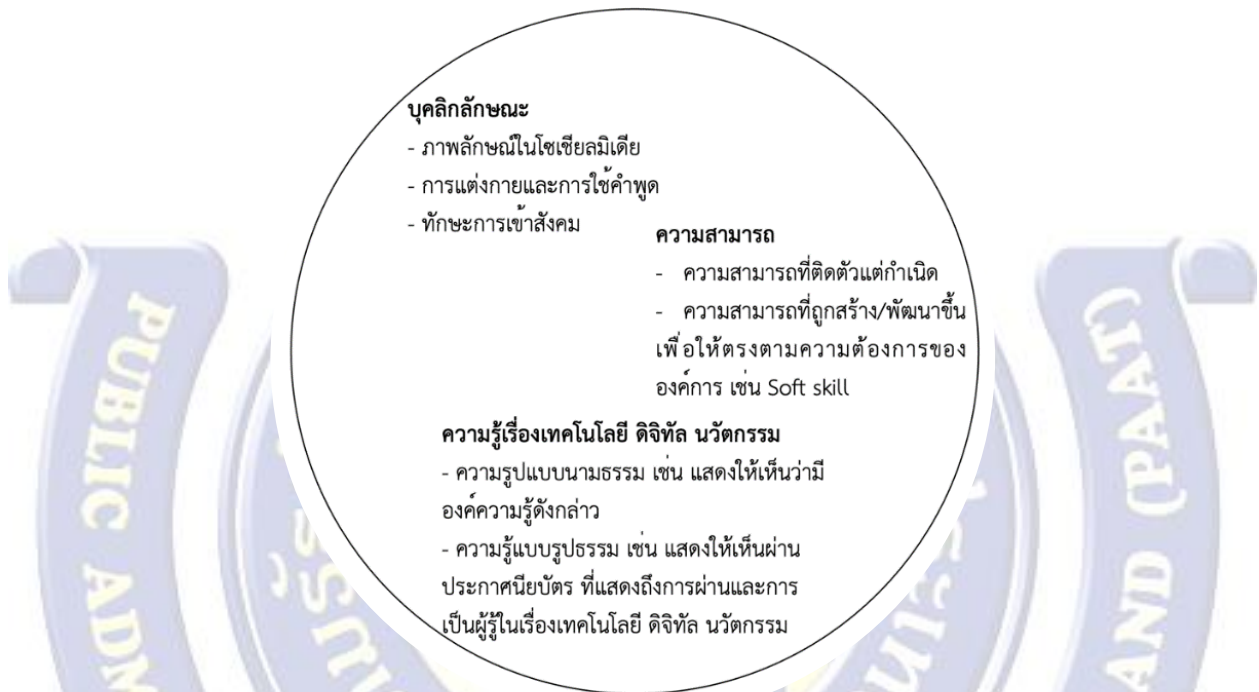 บุคลิกลักษณะ
- ภาพลักษณ์ในโซเชียลมิเดีย
- การแต่งกายและการใช้คำพูด
- ทักษะการเข้าสังคม
ความสามารถ
- ความสามารถที่ติดตัวแต่กำเนิด
- ความสามารถที่ถูกสร้าง/พัฒนาขึ้น
เพื่อให้ตรงตามความต้องการของ
องค์การ เช่น Soft skill
ความรู้เรื่องเทคโนโลยี ดิจิทัล นวัตกรรม
- ความรูปแบบนามธรรม เช่น แสดงให้เห็นว่ามี
องค์ความรู้ดังกล่าว
- ความรู้แบบรูปธรรม เช่น แสดงให้เห็นผ่าน
ประกาศนียบัตร ที่แสดงถึงการผ่านและการ
เป็นผู้รู้ในเรื่องเทคโนโลยี ดิจิทัล นวัตกรรม
PUBLIC
AND (PAAT)